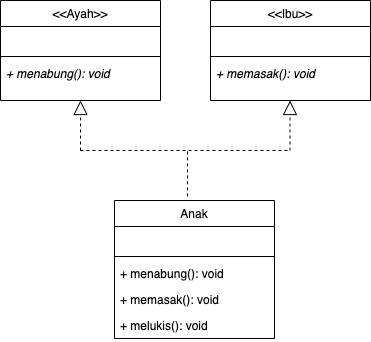 <<Ayah>>
+ menabung(): void
<<Ibu>>
+ memasak(): void
Anak
+ menabung(): void
+ memasak(): void
+ melukis(): void